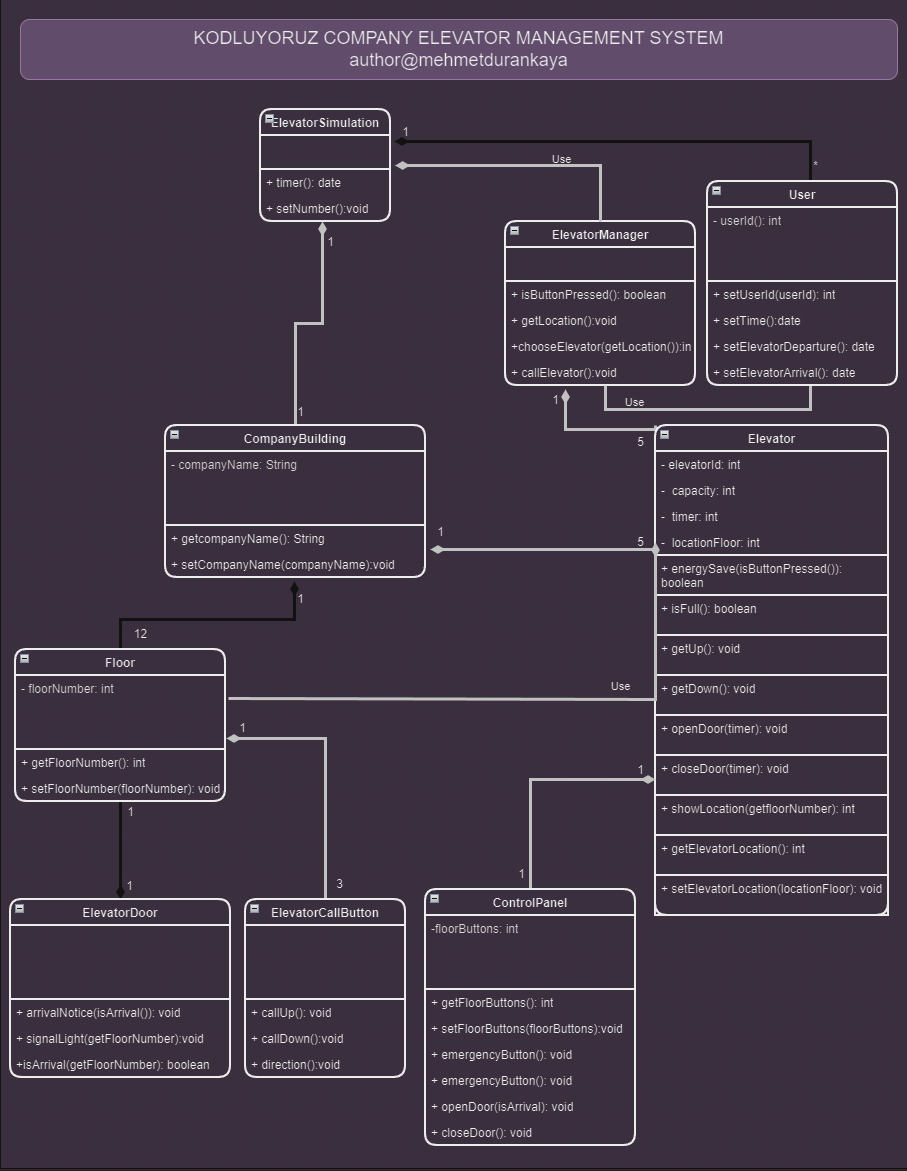 KODLUYORUZ COMPANY ELEVATOR MANAGEMENT SYSTEM
author@mehmetdurankaya
ElevatorSimulation
+ timer(): date
+ setNumber():void
1
*
Use
1
User
- userId(): int
+ setUserId(userId): int
+ setTime():date
+ setElevatorDeparture(): date
+ setElevatorArrival(): date
ElevatorManager
+ isButtonPressed(): boolean
+ getLocation():void
+chooseElevator(getLocation()):in
+ callElevator():void
Use
1
5
1
CompanyBuilding
- companyName: String
+ getcompanyName(): String
+ setCompanyName(companyName):void
1
5
1
12
Elevator
- elevatorId: int
- capacity: int
- timer: int
- locationFloor: int
+ energySave(isButtonPressed()):
boolean
+ isFull(): boolean
+ getUp(): void
+ getDown(): void
+ openDoor(timer): void
+ closeDoor(timer): void
+ showLocation(getfloorNumber): int
+ getElevatorLocation(): int
+ setElevatorLocation(locationFloor): void
Floor
- floorNumber: int
+ getFloorNumber(): int
+ setFloorNumber(floorNumber): void
Use
1
3
1
1
1
1
ElevatorDoor
+ arrivalNotice(isArrival()): void
+ signalLight(getFloorNumber):void
+isArrival(getFloorNumber): boolean
ElevatorCallButton
+ callUp(): void
+ callDown():void
+ direction():void
ControlPanel
-floorButtons: int
+ getFloorButtons(): int
+ setFloorButtons(floorButtons):void
+ emergencyButton(): void
+ emergencyButton(): void
+ openDoor(isArrival): void
+ closeDoor(): void